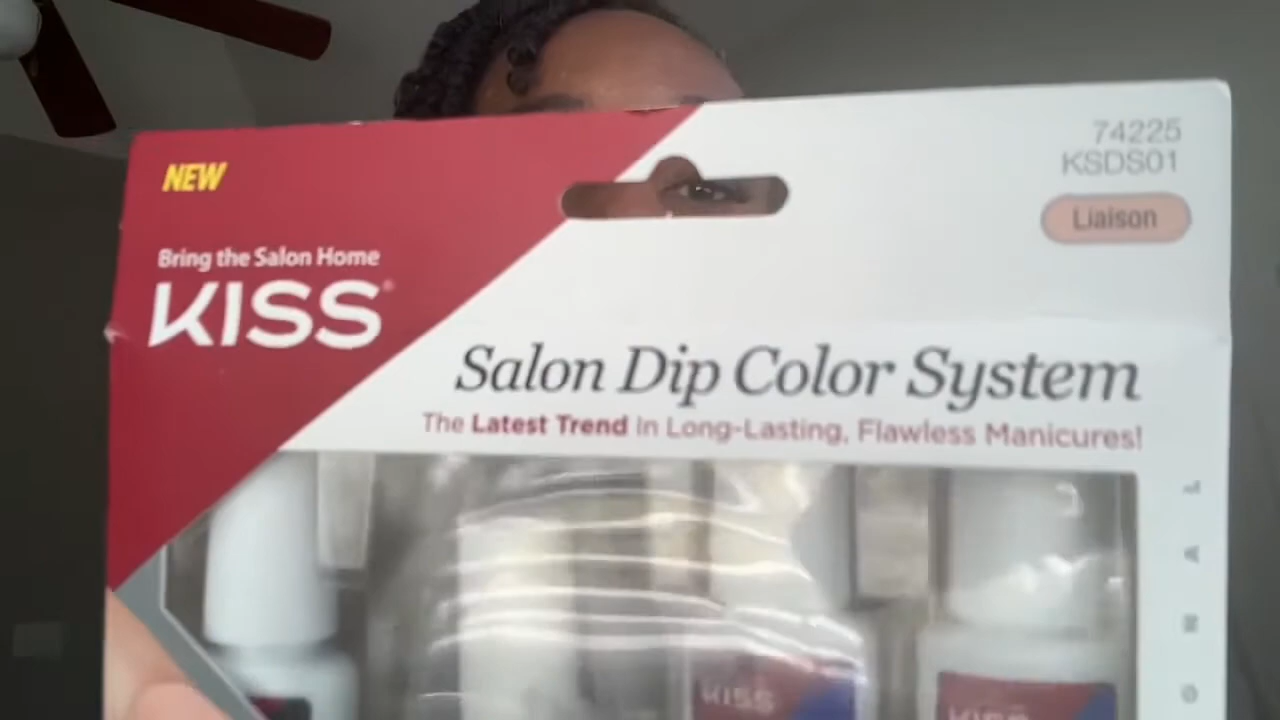 NEW
Bring the Salon Home
KISS
74225
KSDS01
Liaison
Salon Dip Color System
The Latest Trend in Long-Lasting, Flawless Manicures!
KISS
KISS